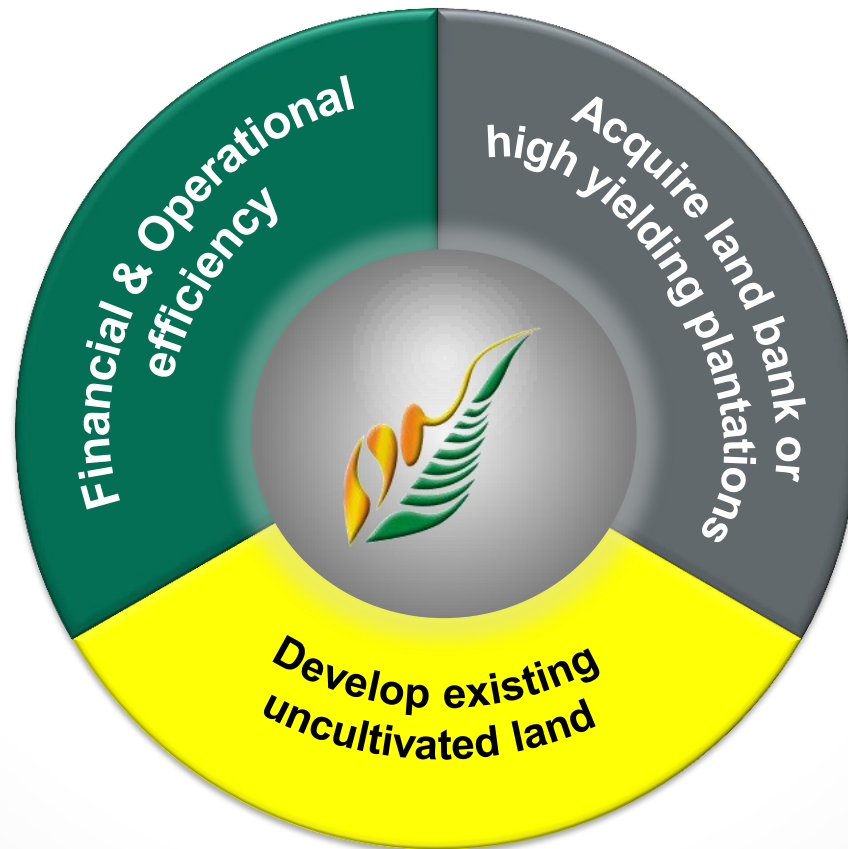 Financial & Operational
efficiency
Acquire land bank or
high yielding plantations
Develop existing
uncultivated land